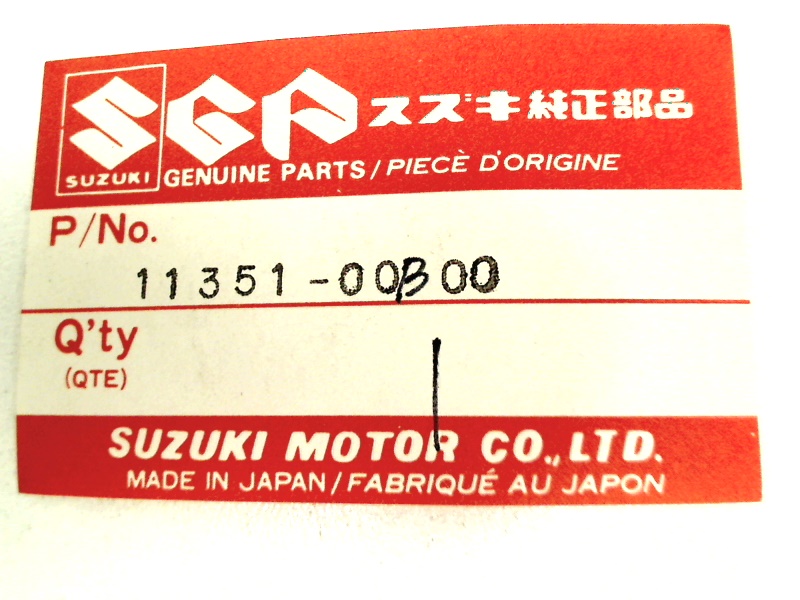 SGP スズキ純正部品
SUZUKI GENUINE PARTS/PIECÈ D'ORIGINE
P/No.
11351-00B00
Q'ty 1
(QTE)
SUZUKI MOTOR CO., LTD.
MADE IN JAPAN/FABRIQUÉ AU JAPON